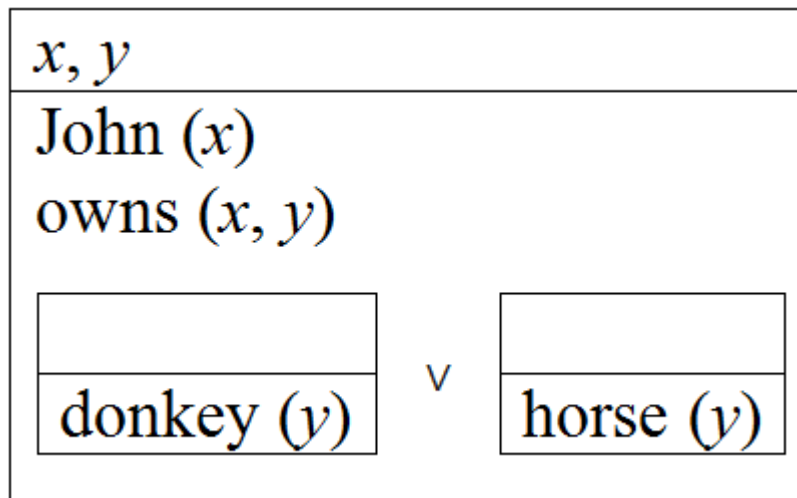 x, y
John (x)
owns (x, y)
donkey (y) ∨ horse (y)